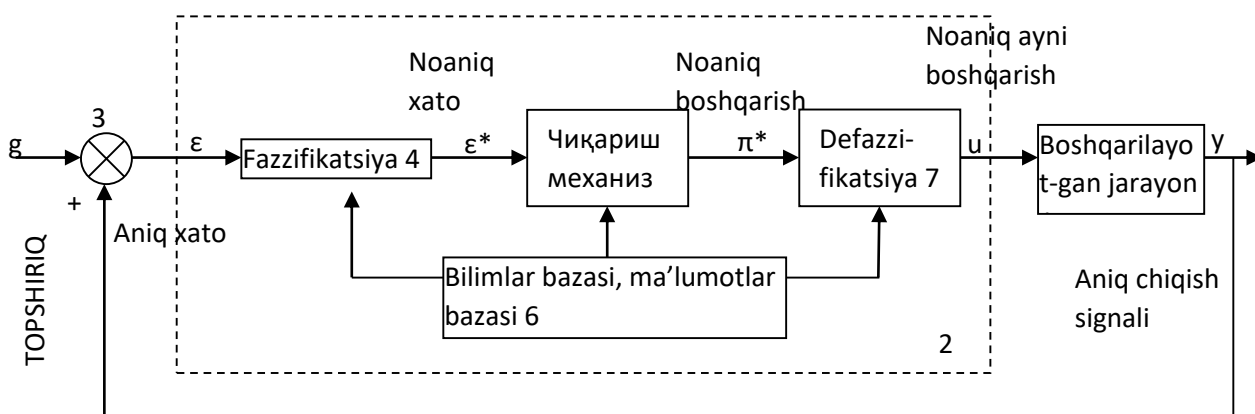 Noaniq ayni
boshqarish
Noaniq
xato
Noaniq
boshqarish
3
g
ε
Fazzifikatsiya 4
ε*
Чиқариш
механиз
π*
Defazzi-
fikatsiya 7
u
Boshqarilayo
t-gan jarayon
y
+
Aniq xato
TOPSHIRIQ
Bilimlar bazasi, ma’lumotlar
bazasi 6
Aniq chiqish
signali
2